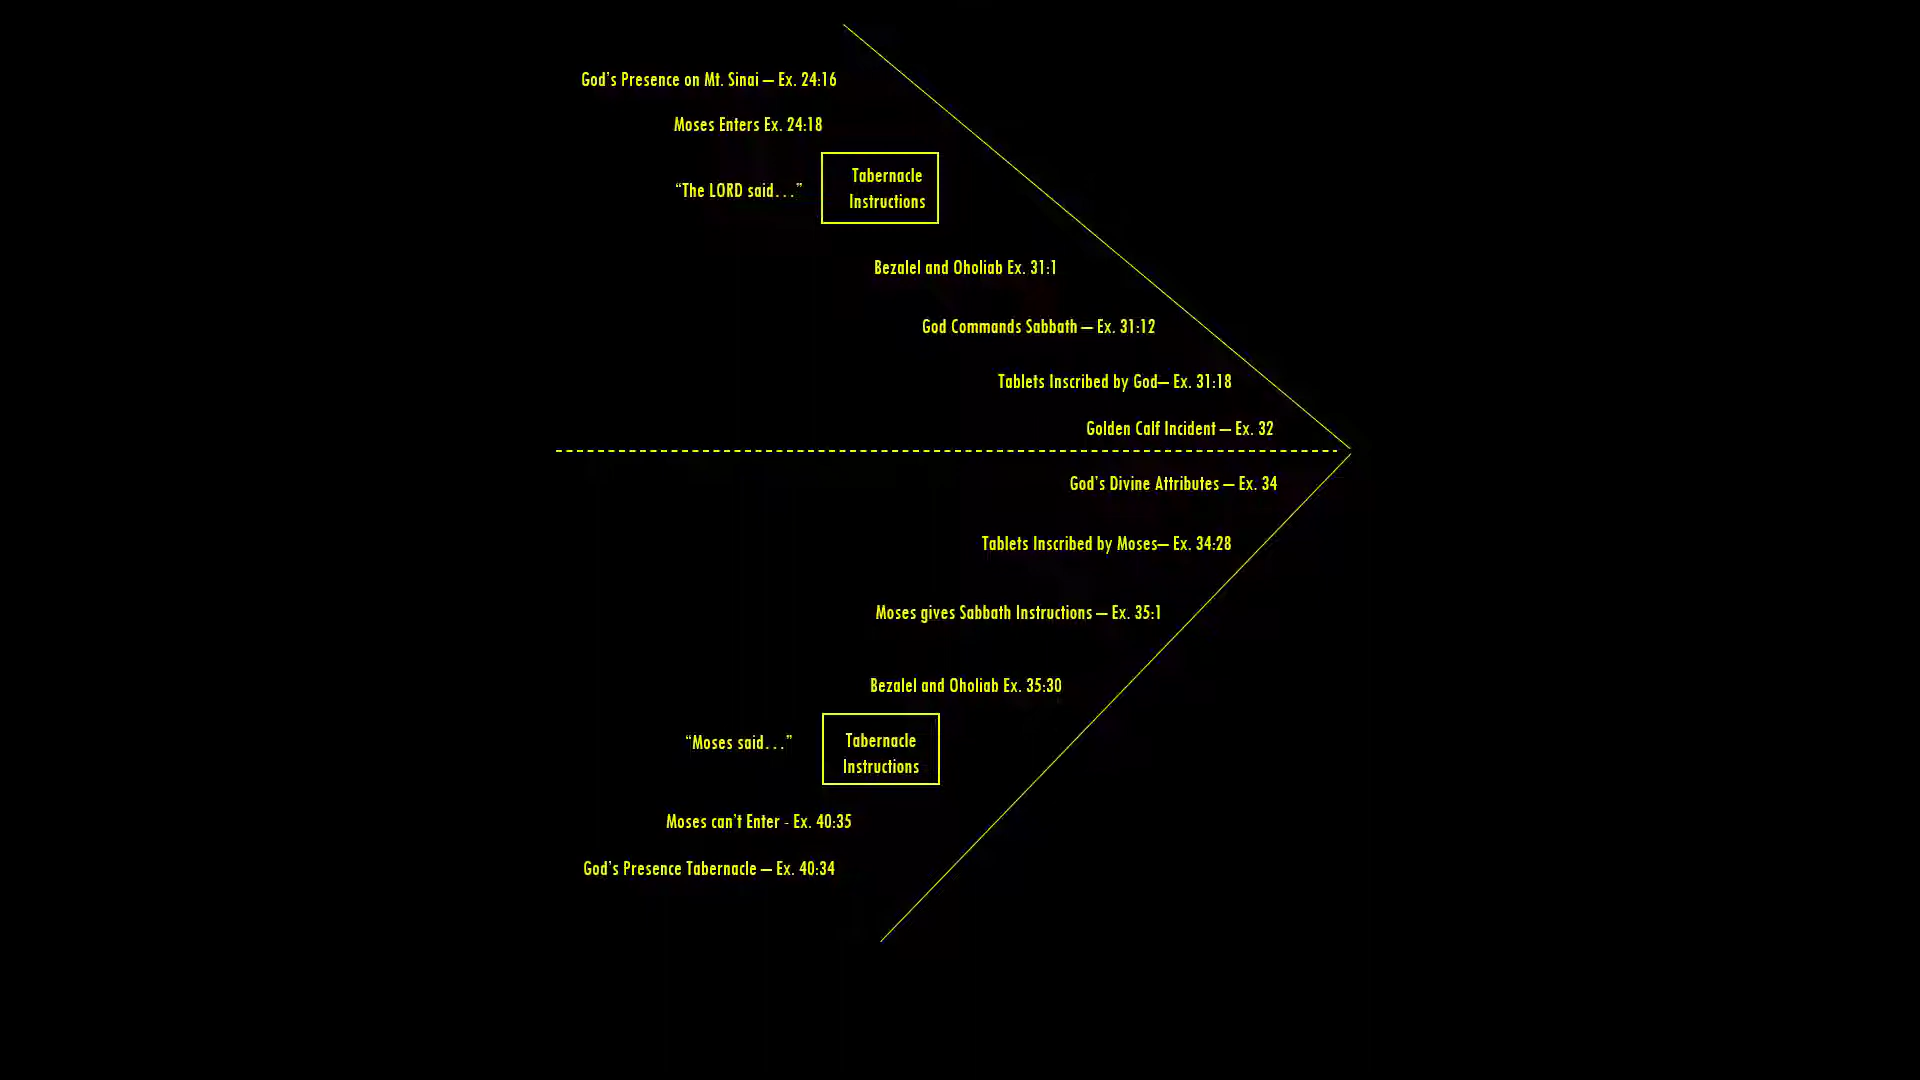 God's Presence on Mt. Sinai – Ex. 24:16
Moses Enters Ex. 24:18
“The LORD said...”
Tabernacle
Instructions
Bezalel and Oholiab Ex. 31:1
God Commands Sabbath – Ex. 31:12
Tablets Inscribed by God– Ex. 31:18
Golden Calf Incident – Ex. 32
God's Divine Attributes – Ex. 34
Tablets Inscribed by Moses– Ex. 34:28
Moses gives Sabbath Instructions – Ex. 35:1
Bezalel and Oholiab Ex. 35:30
“Moses said...”
Tabernacle
Instructions
Moses can't Enter - Ex. 40:35
God's Presence Tabernacle – Ex. 40:34